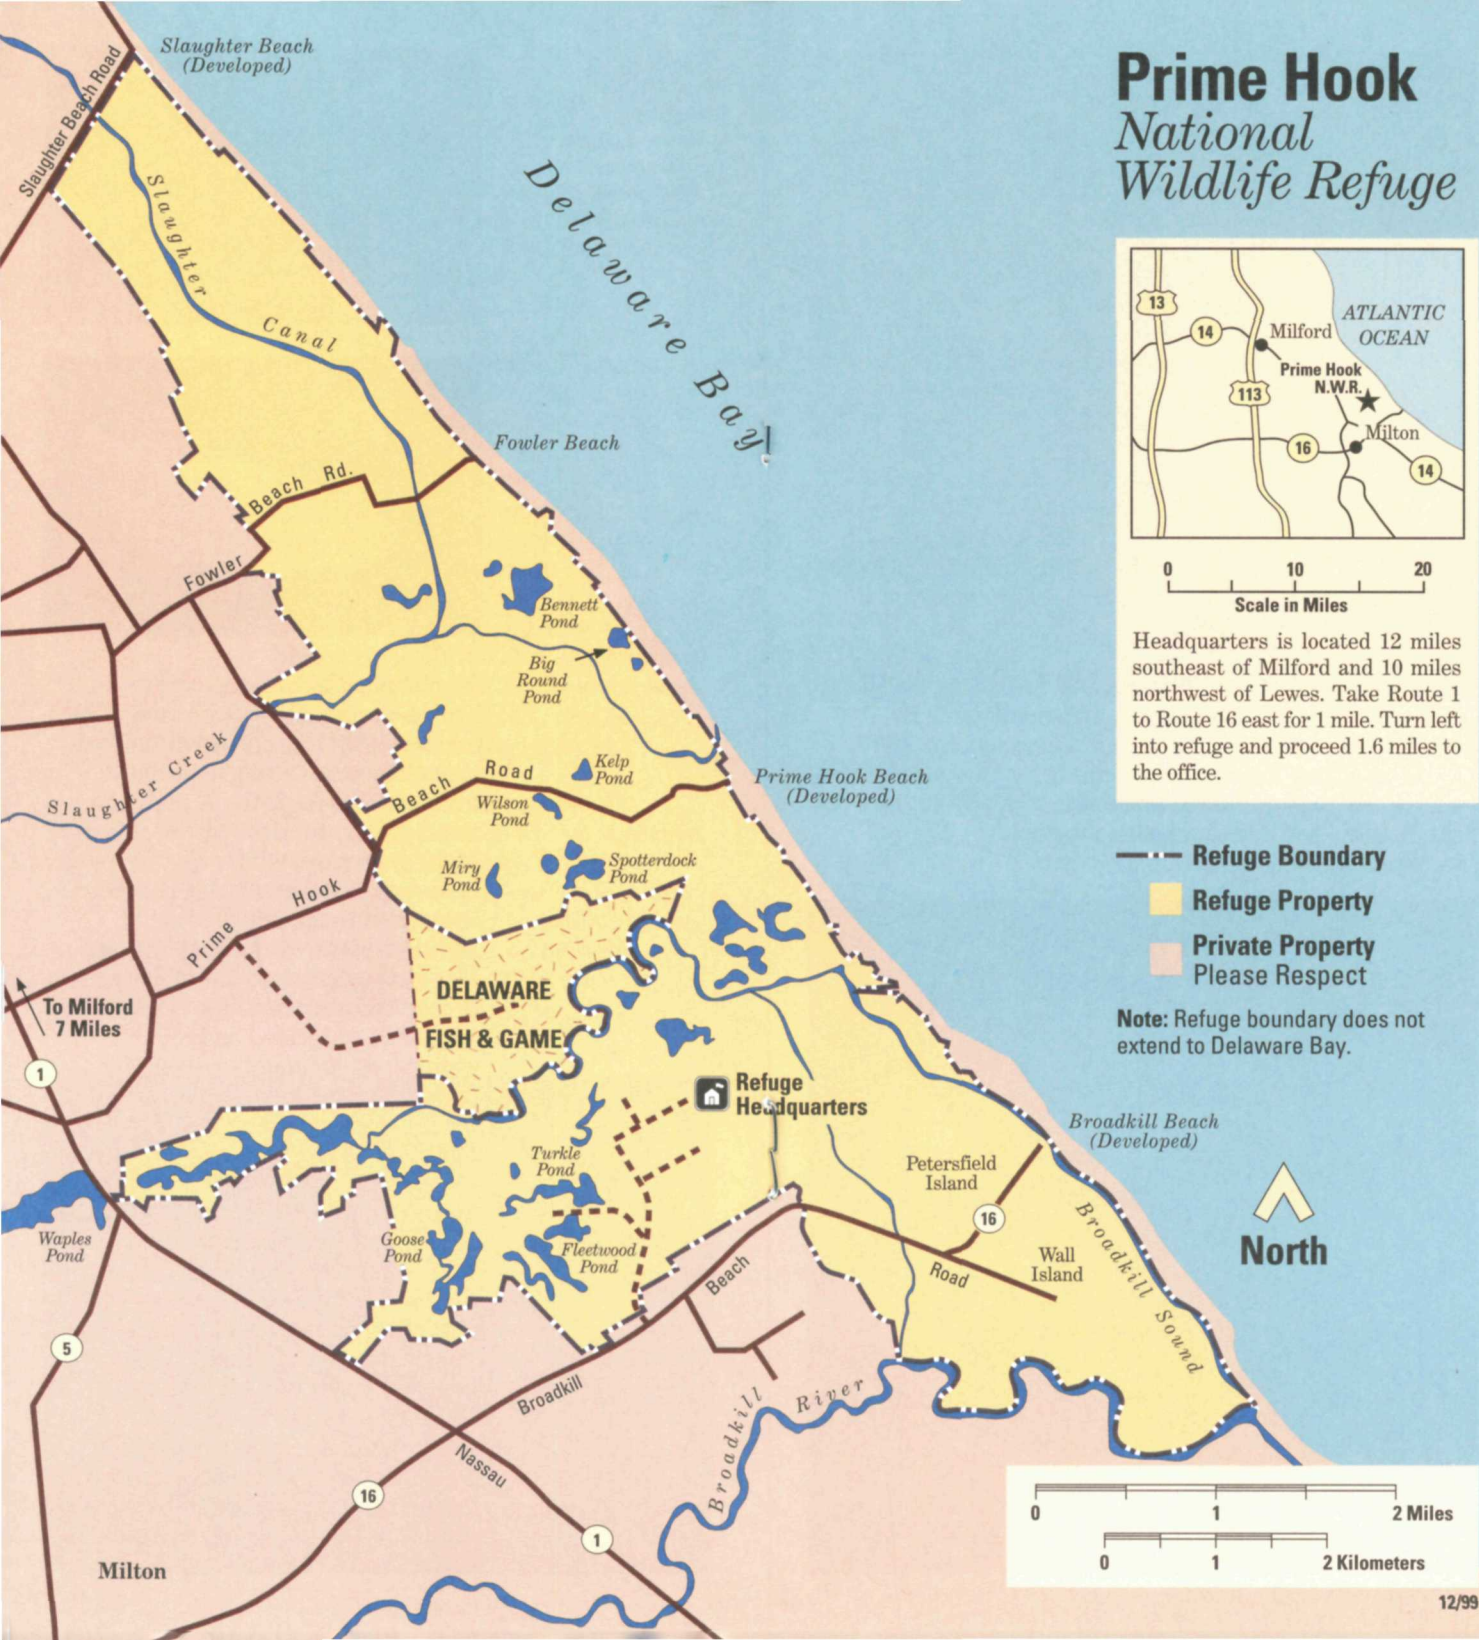 Slaughter Beach
(Developed)
Slaughter Beach Road
Slaughter
Canal
Delaware Bay
Prime Hook
National
Wildlife Refuge
13
14
Milford
ATLANTIC
OCEAN
Prime Hook
N.W.R.
113
16
Milton
14
0 10 20
Scale in Miles
Headquarters is located 12 miles
southeast of Milford and 10 miles
northwest of Lewes. Take Route 1
to Route 16 east for 1 mile. Turn left
into refuge and proceed 1.6 miles to
the office.
Fowler Beach
Fowler Beach Rd.
Bennett
Pond
Big
Round
Pond
Slaughter Creek
Kelp
Pond
Prime Hook Beach Road
Wilson
Pond
Prime Hook Beach
(Developed)
Miry
Pond
Spotterdock
Pond
Refuge Boundary
Refuge Property
Private Property
Please Respect
Note: Refuge boundary does not
extend to Delaware Bay.
DELAWARE
FISH & GAME
To Milford
7 Miles
1
Refuge
Headquarters
Broadkill Beach
(Developed)
Turkle
Pond
Petersfield
Island
16
Waples
Pond
Goose
Pond
Fleetwood
Pond
Wall
Island
Broadkill Sound
North
5
Broadkill Beach Road
Broadkill River
Nassau
16
1
Milton
0 1 2 Miles
0 1 2 Kilometers
12/99